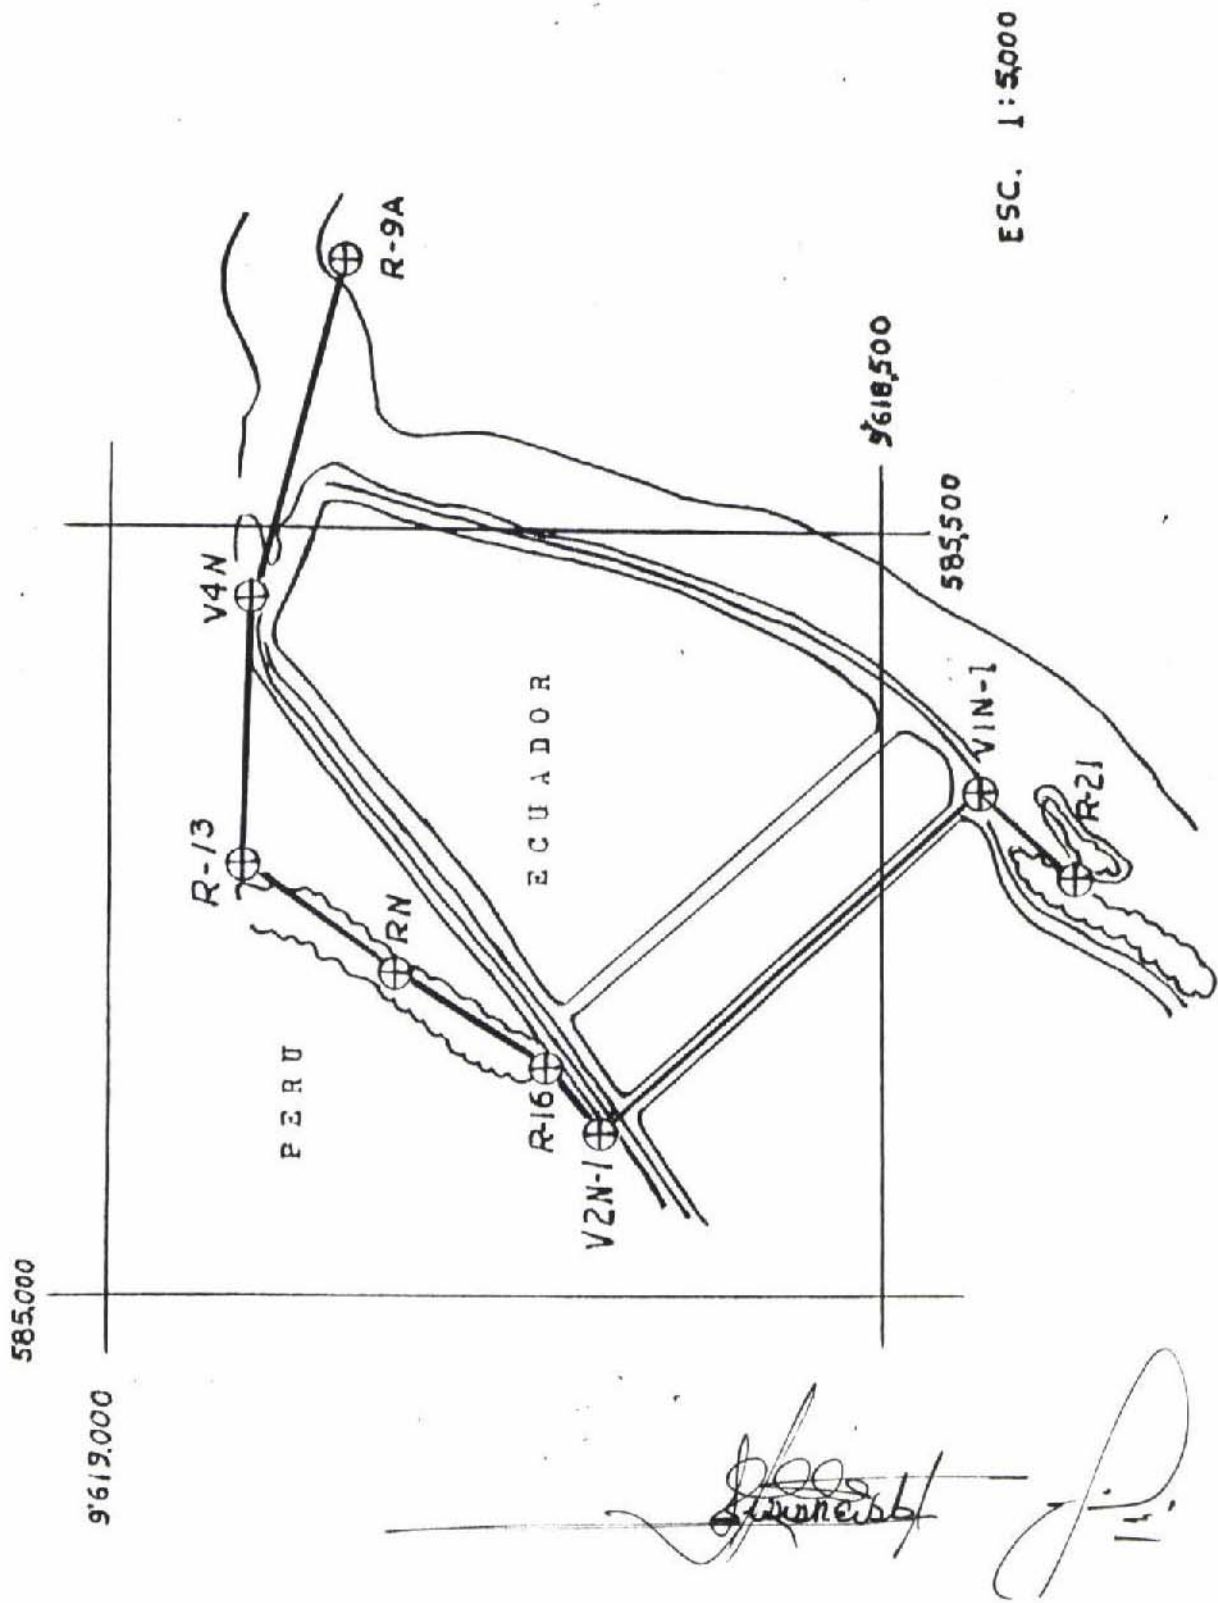 585.000
585,500
9'619.000
9'618,500
PERU
ECUADOR
R-13
V4N
R-9A
RN
R-16
V2N-1
V1N-1
R-21
ESC. 1:5,000